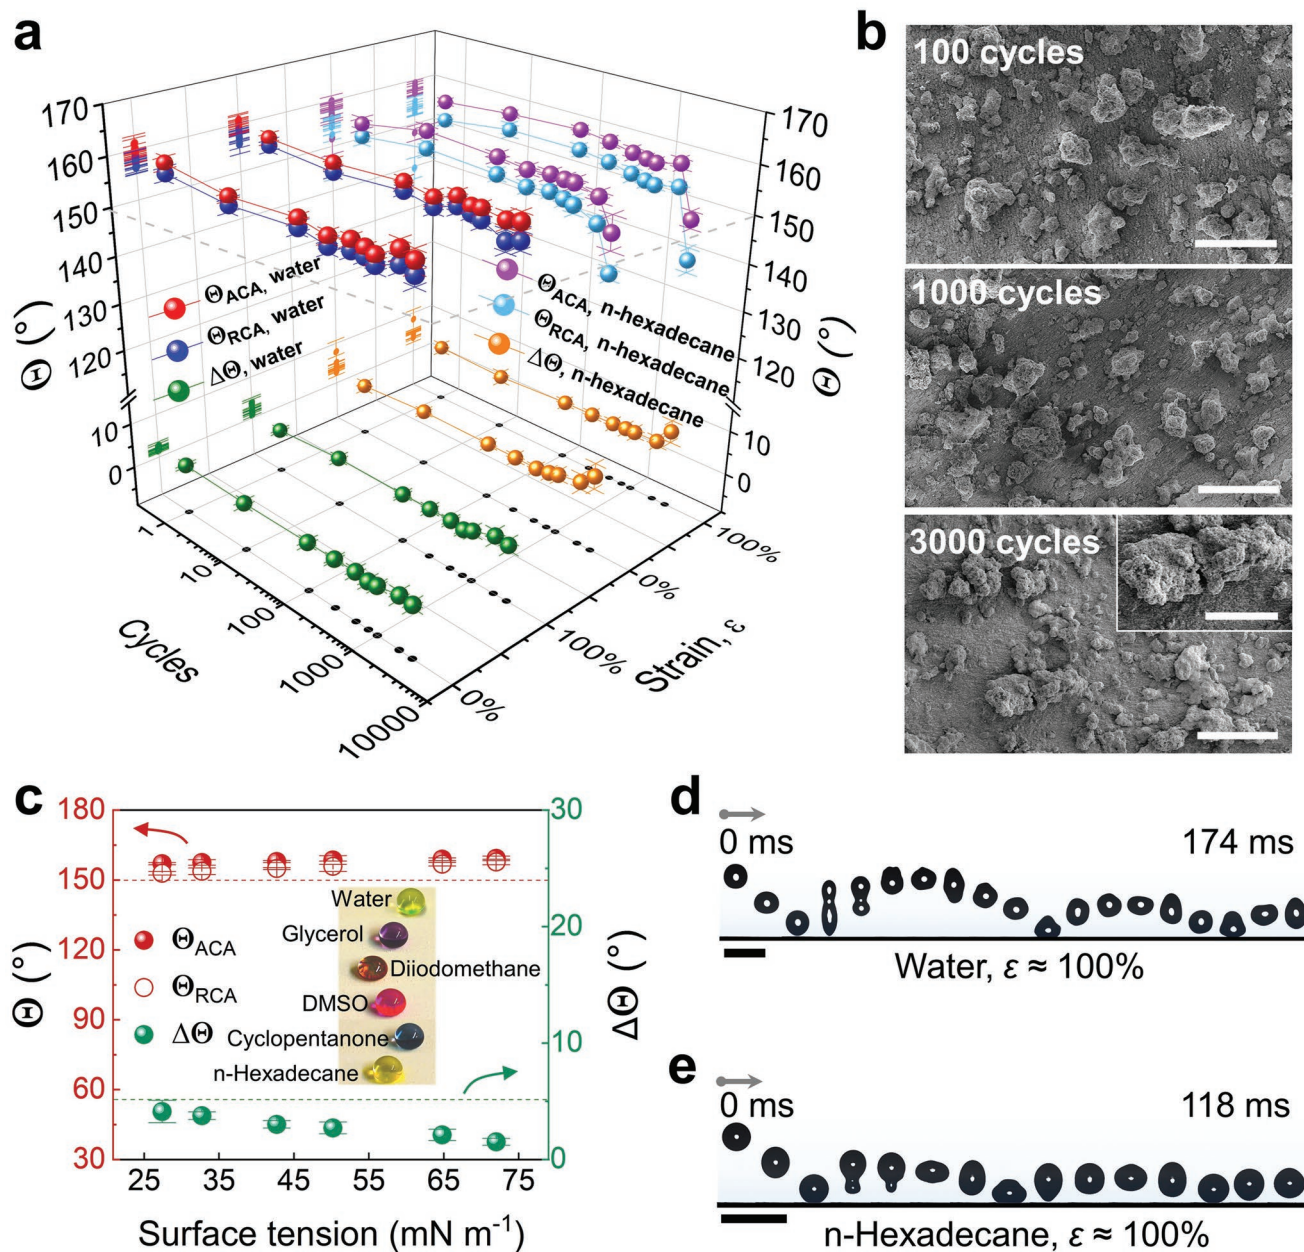 a
170
160
150
140
130
120
10
0
Θ (°)
Θ_ACA, water
Θ_RCA, water
ΔΘ, water
Θ_ACA, n-hexadecane
Θ_RCA, n-hexadecane
ΔΘ, n-hexadecane
170
160
150
140
130
120
10
0
Θ (°)
1
10
100
1000
10000
Cycles
0%
100%
0%
100%
Strain, ε
b
100 cycles
1000 cycles
3000 cycles
c
180
150
120
90
60
30
Θ (°)
Θ_ACA
Θ_RCA
ΔΘ
Water
Glycerol
Diiodomethane
DMSO
Cyclopentanone
n-Hexadecane
30
20
10
0
ΔΘ (°)
25 35 45 55 65 75
Surface tension (mN m⁻¹)
d
0 ms 174 ms
Water, ε ≈ 100%
e
0 ms 118 ms
n-Hexadecane, ε ≈ 100%